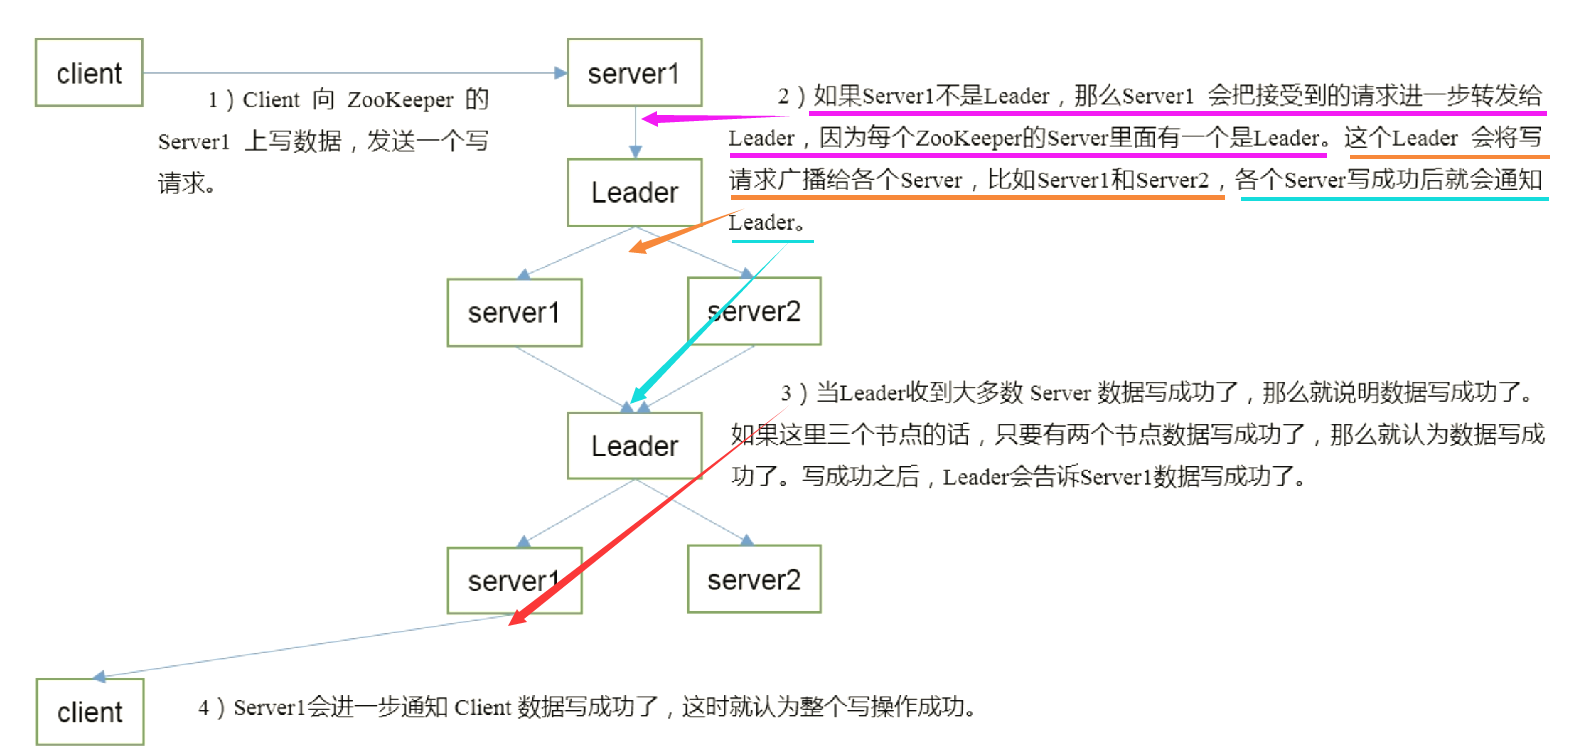 client
server1
1）Client 向 ZooKeeper 的
Server1 上写数据，发送一个写
请求。
2）如果Server1不是Leader，那么Server1 会把接受到的请求进一步转发给
Leader，因为每个ZooKeeper的Server里面有一个是Leader。这个Leader 会将写
请求广播给各个Server，比如Server1和Server2，各个Server写成功后就会通知
Leader。
Leader
server1
server2
3）当Leader收到大多数 Server 数据写成功了，那么就说明数据写成功了。
如果这里三个节点的话，只要有两个节点数据写成功了，那么就认为数据写成
功了。写成功之后，Leader会告诉Server1数据写成功了。
Leader
server1
server2
client
4）Server1会进一步通知 Client 数据写成功了，这时就认为整个写操作成功。